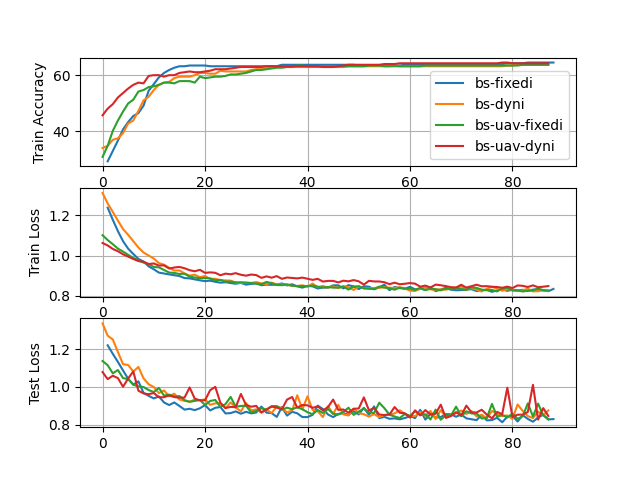 Train Accuracy
60
40
0 20 40 60 80
bs-fixedi
bs-dyni
bs-uav-fixedi
bs-uav-dyni
Train Loss
1.2
1.0
0.8
0 20 40 60 80
Test Loss
1.2
1.0
0.8
0 20 40 60 80